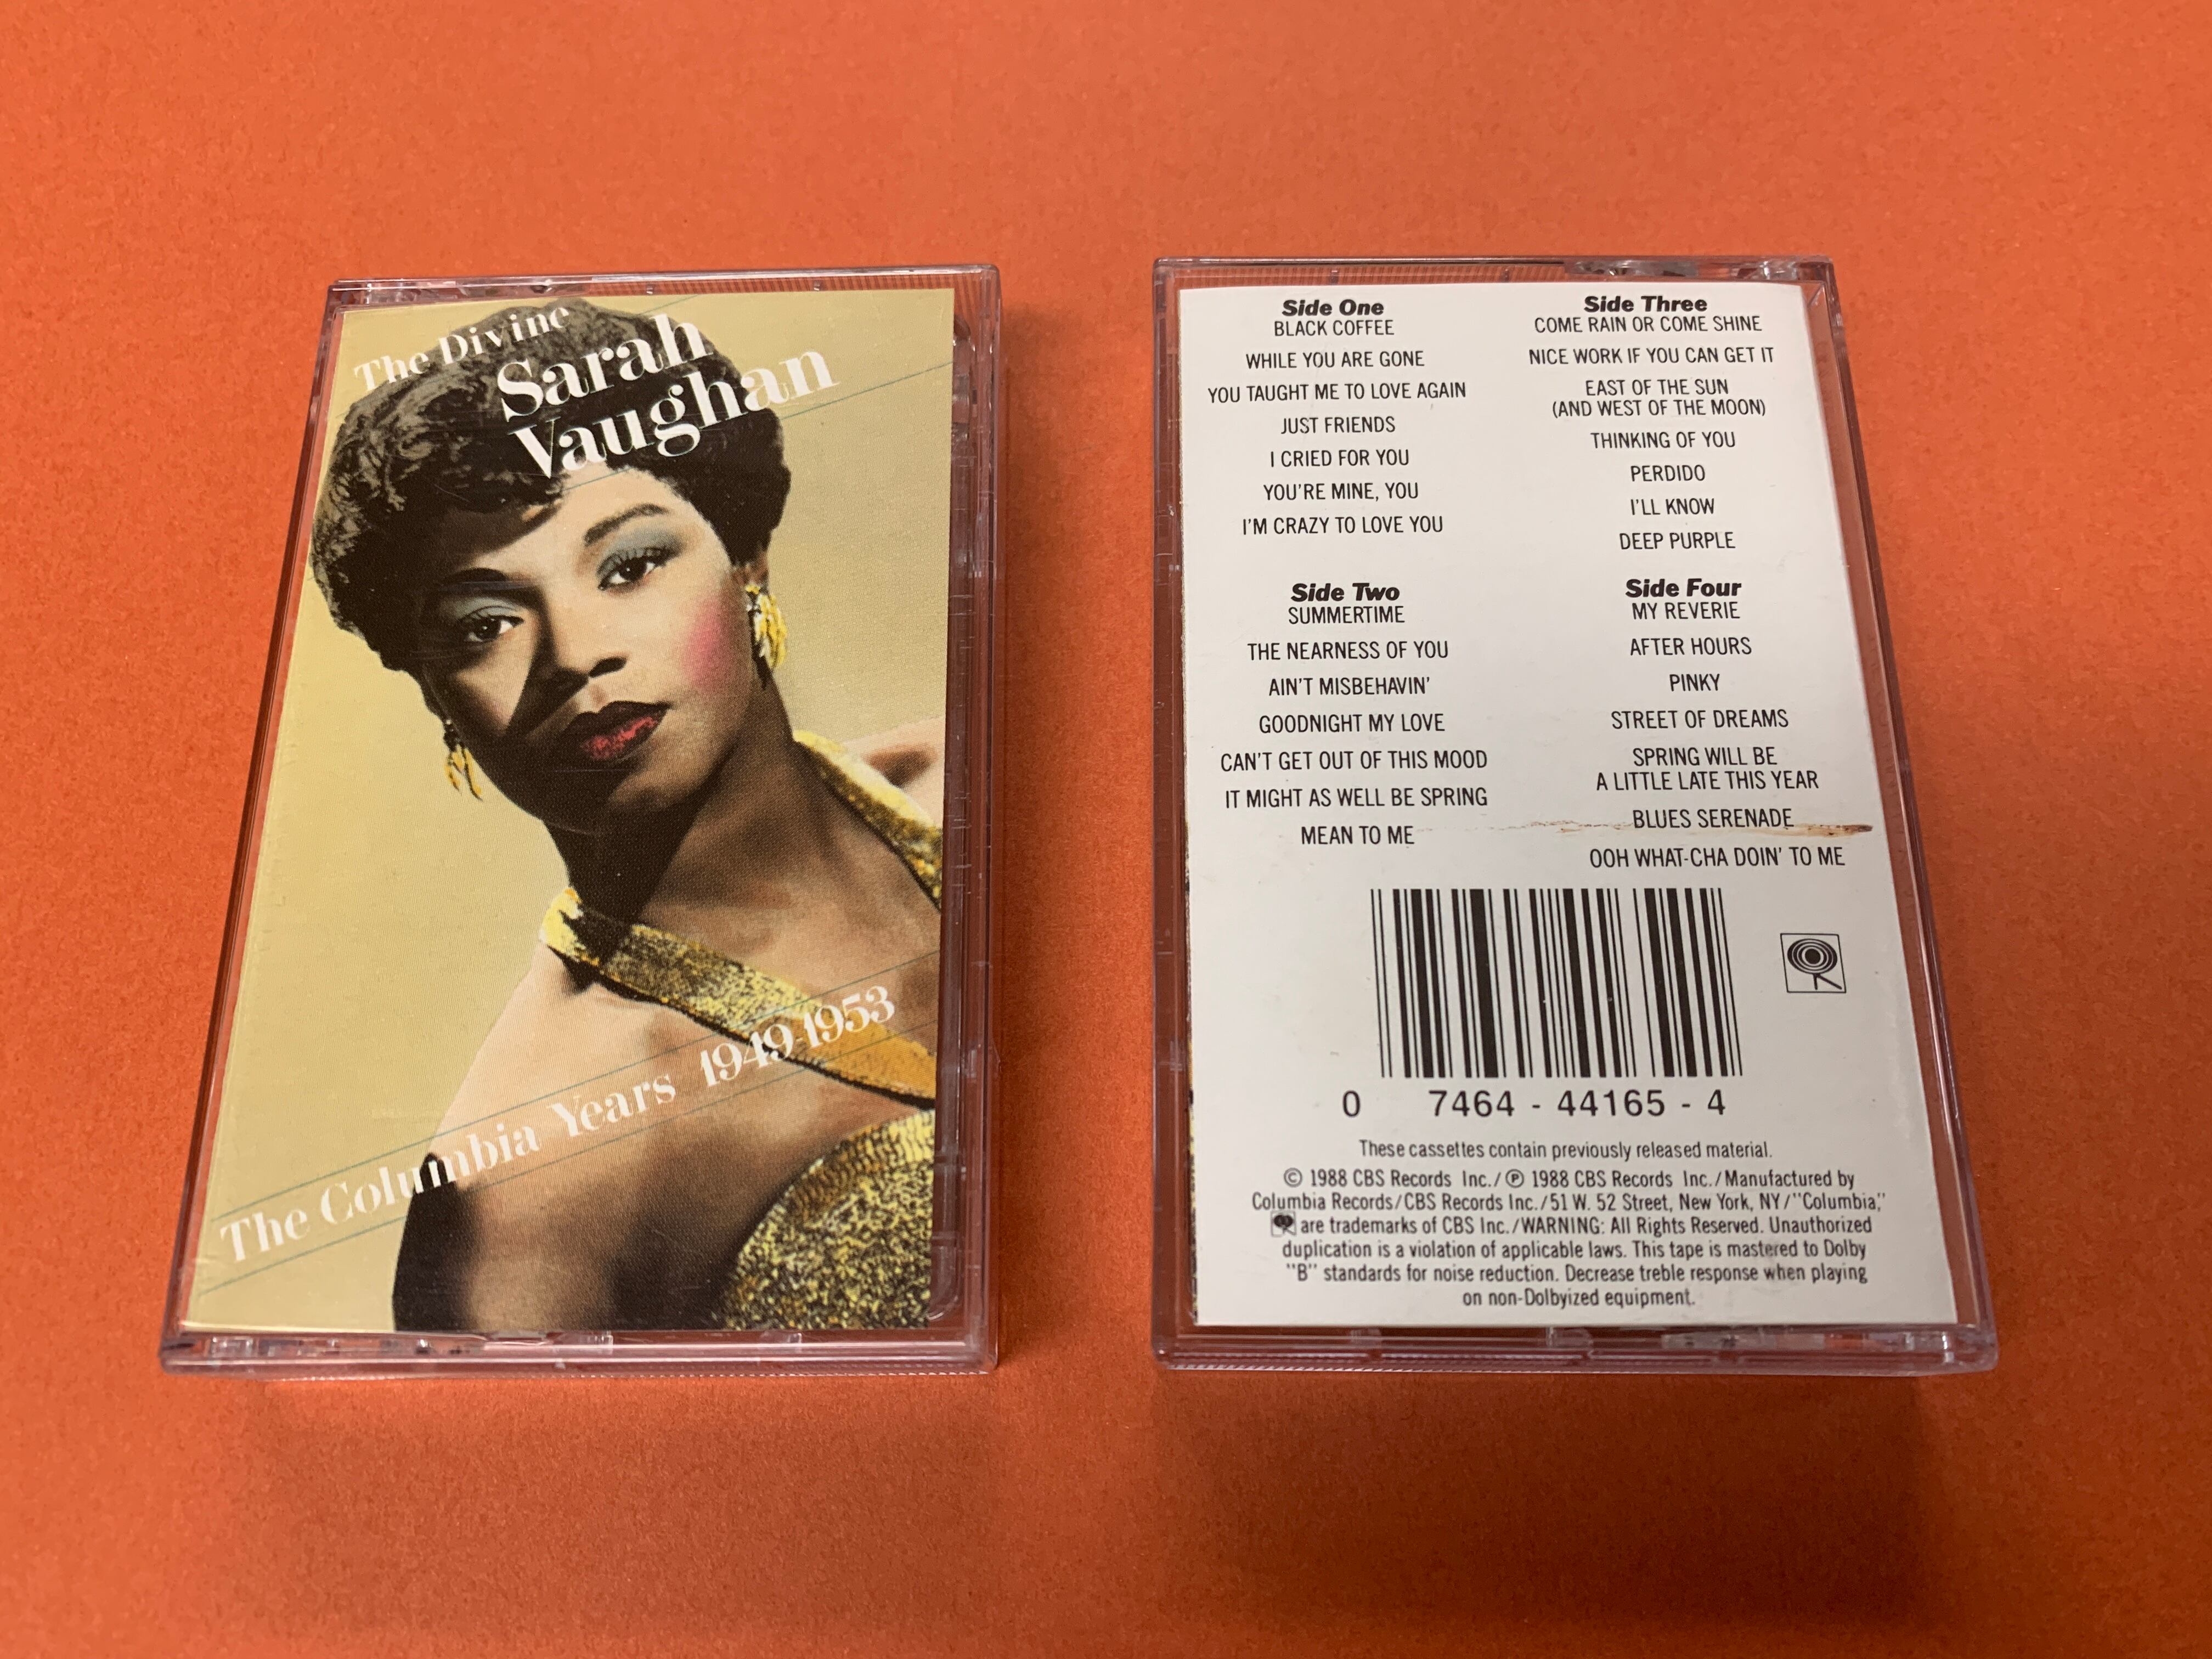 The Divine
Sarah
Vaughan
The Columbia Years 1949-1953
Side One
BLACK COFFEE
WHILE YOU ARE GONE
YOU TAUGHT ME TO LOVE AGAIN
JUST FRIENDS
I CRIED FOR YOU
YOU'RE MINE, YOU
I'M CRAZY TO LOVE YOU
Side Two
SUMMERTIME
THE NEARNESS OF YOU
AIN'T MISBEHAVIN'
GOODNIGHT MY LOVE
CAN'T GET OUT OF THIS MOOD
IT MIGHT AS WELL BE SPRING
MEAN TO ME
Side Three
COME RAIN OR COME SHINE
NICE WORK IF YOU CAN GET IT
EAST OF THE SUN
(AND WEST OF THE MOON)
THINKING OF YOU
PERDIDO
I'LL KNOW
DEEP PURPLE
Side Four
MY REVERIE
AFTER HOURS
PINKY
STREET OF DREAMS
SPRING WILL BE
A LITTLE LATE THIS YEAR
BLUES SERENADE
OOH WHAT-CHA DOIN' TO ME
0 7464 - 44165 - 4
These cassettes contain previously released material.
© 1988 CBS Records Inc./℗ 1988 CBS Records Inc./Manufactured by
Columbia Records/CBS Records Inc./51 W. 52 Street, New York, NY/"Columbia,"
are trademarks of CBS Inc./WARNING: All Rights Reserved. Unauthorized
duplication is a violation of applicable laws. This tape is mastered to Dolby
"B" standards for noise reduction. Decrease treble response when playing
on non-Dolbyized equipment.